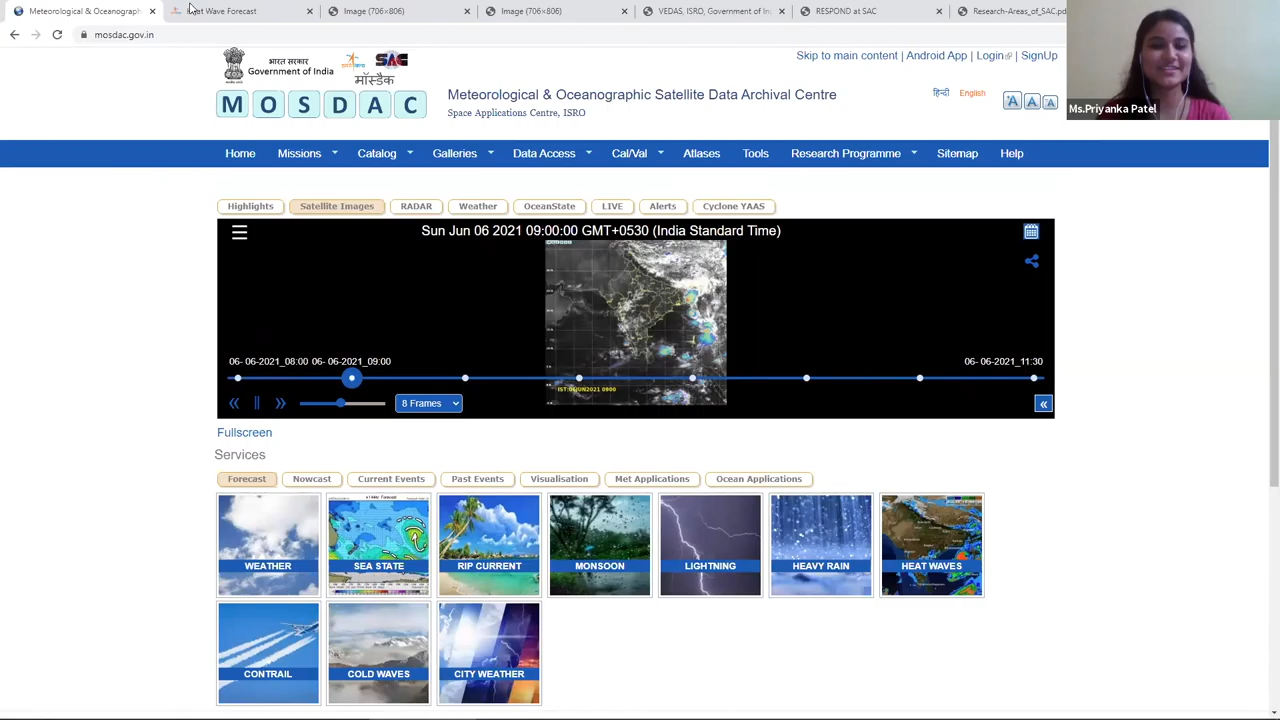 Meteorological & Oceanograph
Heat Wave Forecast
Image (706×806)
Image (706×806)
VEDAS, ISRO, Government of In
RESPOND at SAC
Research-Areas_of_SAC.pd
mosdac.gov.in
भारत सरकार
Government of India
SAC
मॉस्डैक
MOSDAC
Meteorological & Oceanographic Satellite Data Archival Centre
Space Applications Centre, ISRO
Skip to main content | Android App | Login | SignUp
हिन्दी English
A A A
Ms.Priyanka Patel
Home Missions Catalog Galleries Data Access Cal/Val Atlases Tools Research Programme Sitemap Help
Highlights Satellite Images RADAR Weather OceanState LIVE Alerts Cyclone YAAS
Sun Jun 06 2021 09:00:00 GMT+0530 (India Standard Time)
06- 06-2021_08:00 06- 06-2021_09:00 06- 06-2021_11:30
IST:06JUN2021 0900
8 Frames
Fullscreen
Services
Forecast Nowcast Current Events Past Events Visualisation Met Applications Ocean Applications
WEATHER SEA STATE RIP CURRENT MONSOON LIGHTNING HEAVY RAIN HEAT WAVES
CONTRAIL COLD WAVES CITY WEATHER